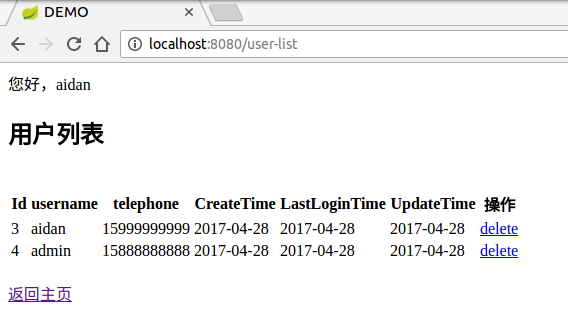 DEMO
localhost:8080/user-list
您好，aidan
用户列表
Id username telephone CreateTime LastLoginTime UpdateTime 操作
3 aidan 15999999999 2017-04-28 2017-04-28 2017-04-28 delete
4 admin 15888888888 2017-04-28 2017-04-28 2017-04-28 delete
返回主页